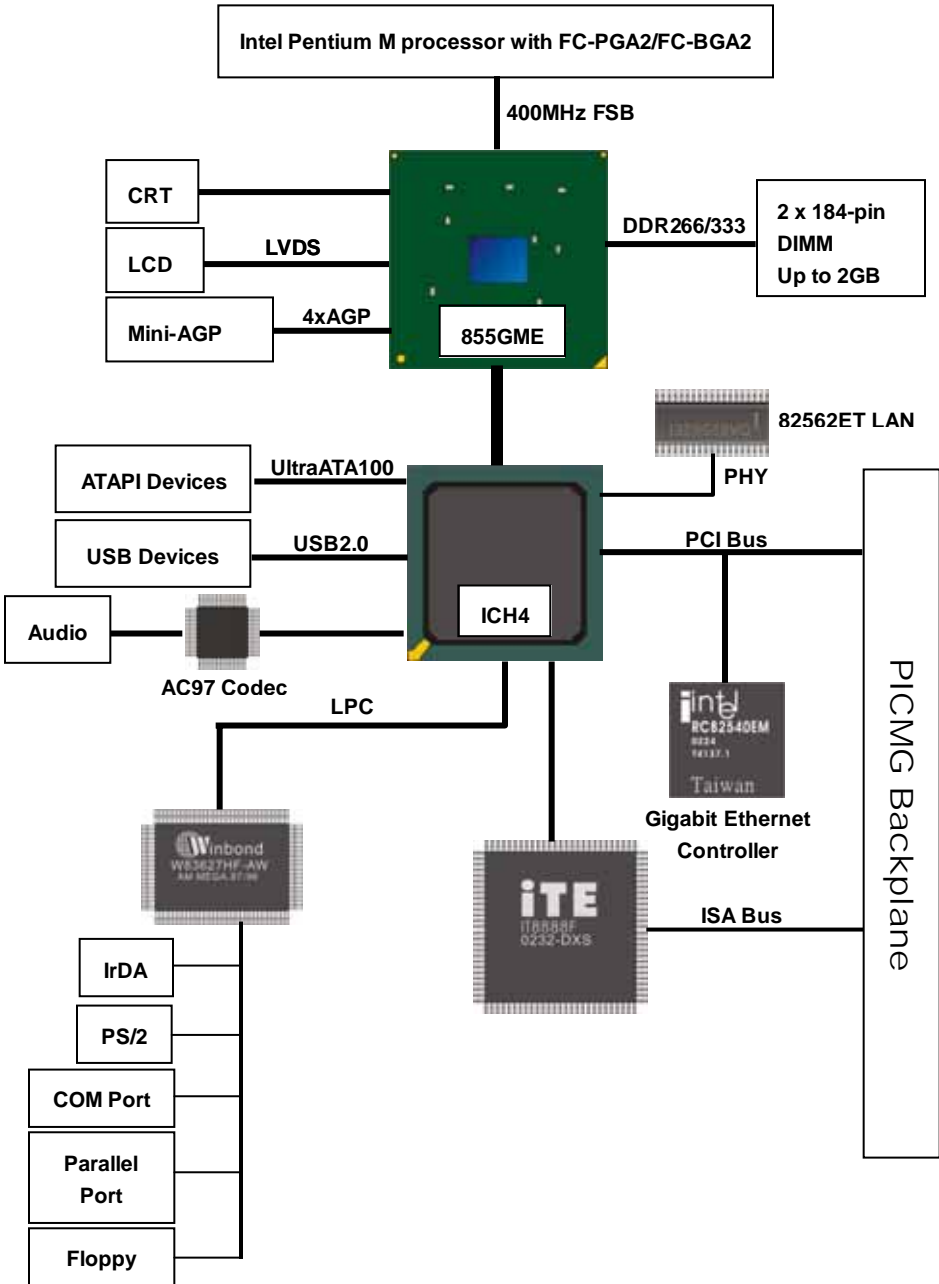 Intel Pentium M processor with FC-PGA2/FC-BGA2
400MHz FSB
CRT
LCD
LVDS
Mini-AGP
4xAGP
855GME
DDR266/333
2 x 184-pin
DIMM
Up to 2GB
82562ET LAN
PHY
ATAPI Devices
UltraATA100
USB Devices
USB2.0
Audio
AC97 Codec
ICH4
PCI Bus
LPC
intel
RC82540EM
0224
Taiwan
Gigabit Ethernet
Controller
PICMG Backplane
Winbond
W83627HF-AW
iTE
IT8888F
0232-DXS
ISA Bus
IrDA
PS/2
COM Port
Parallel
Port
Floppy